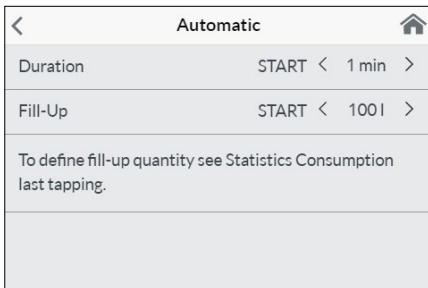 Automatic
Duration START < 1 min >
Fill-Up START < 100 l >
To define fill-up quantity see Statistics Consumption
last tapping.